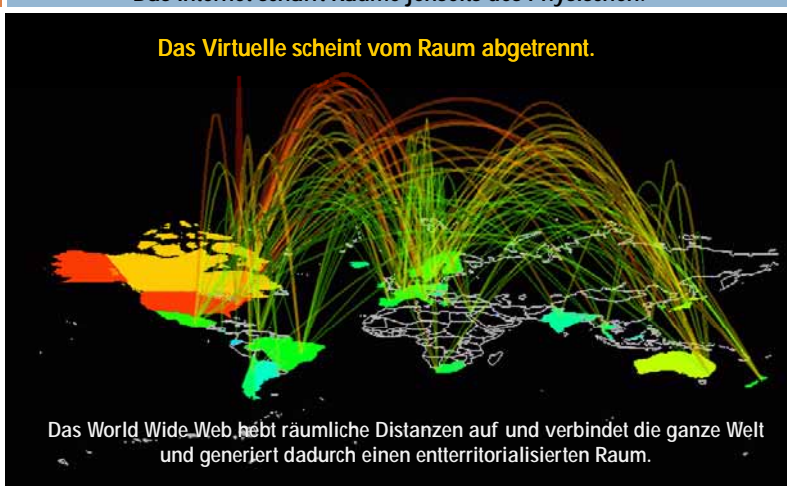 Das Virtuelle scheint vom Raum abgetrennt.
Das World Wide Web hebt räumliche Distanzen auf und verbindet die ganze Welt
und generiert dadurch einen entterritorialisierten Raum.